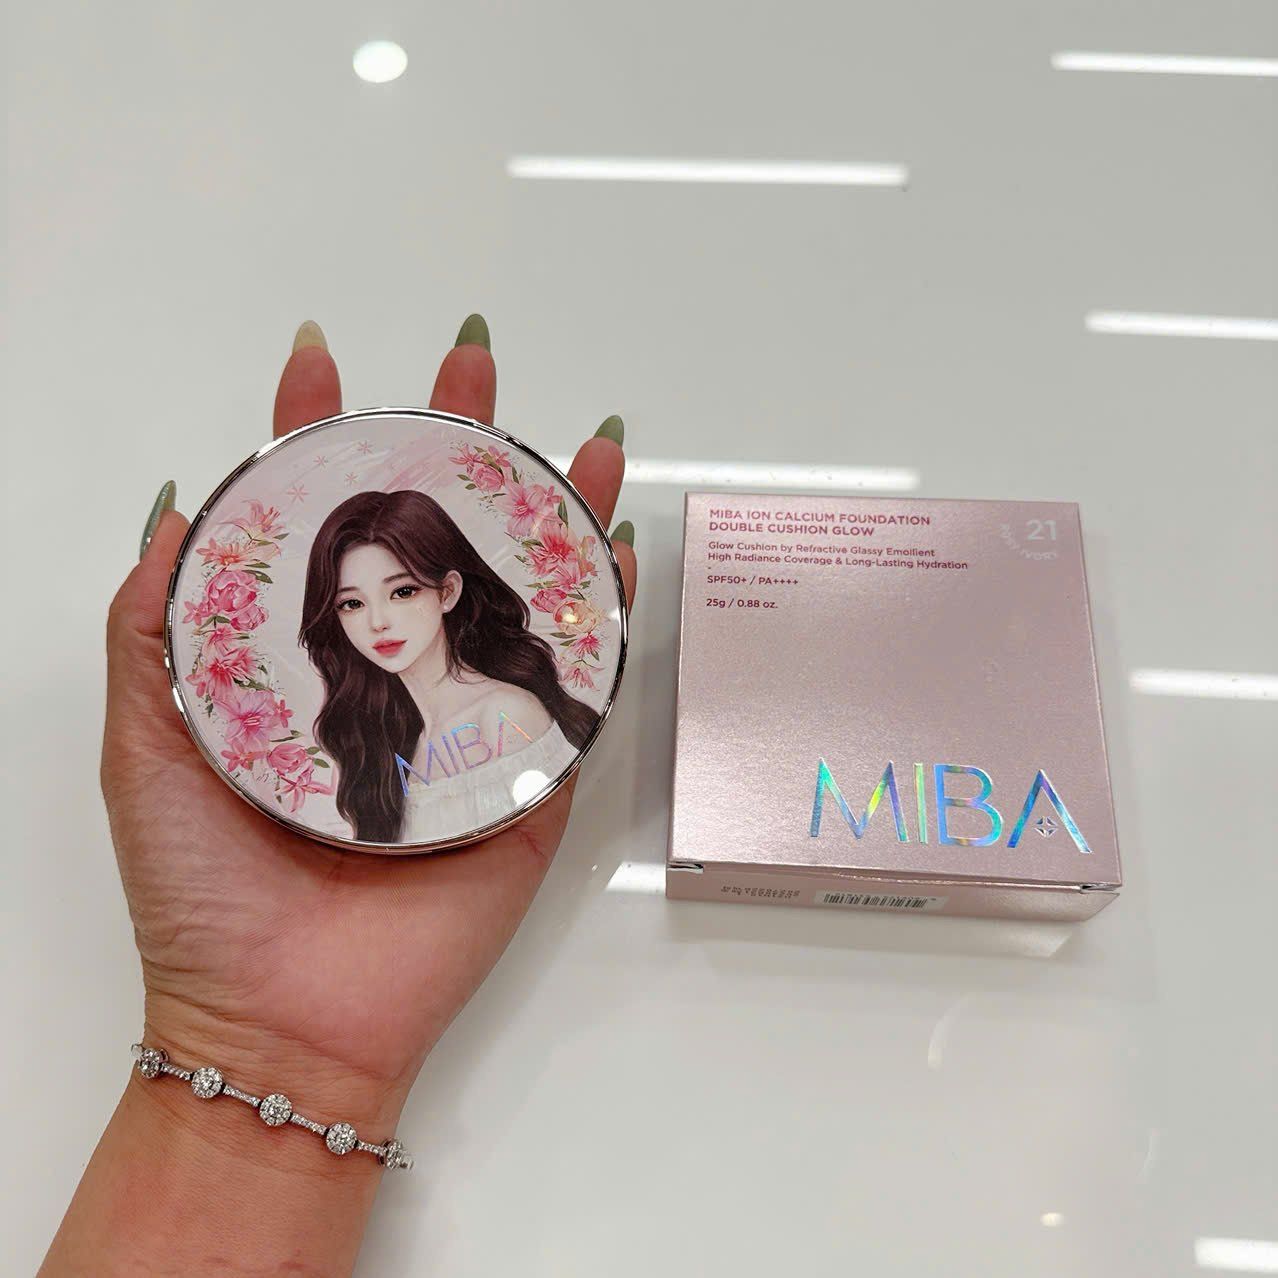 MIBA
MIBA ION CALCIUM FOUNDATION
DOUBLE CUSHION GLOW
Glow Cushion by Refractive Glassy Emollient
High Radiance Coverage & Long-Lasting Hydration
SPF50+ / PA++++
25g / 0.88 oz.
21
IVORY
MIBA